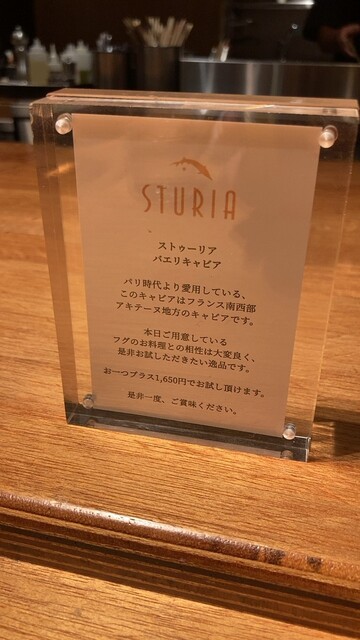 STURIA
ストゥーリア
バエリキャビア
パリ時代より愛用している、
このキャビアはフランス南西部
アキテーヌ地方のキャビアです。
本日ご用意している
フグのお料理との相性は大変良く、
是非お試しただきたい逸品です。
お一つプラス1,650円でお試し頂けます。
是非一度、ご賞味ください。